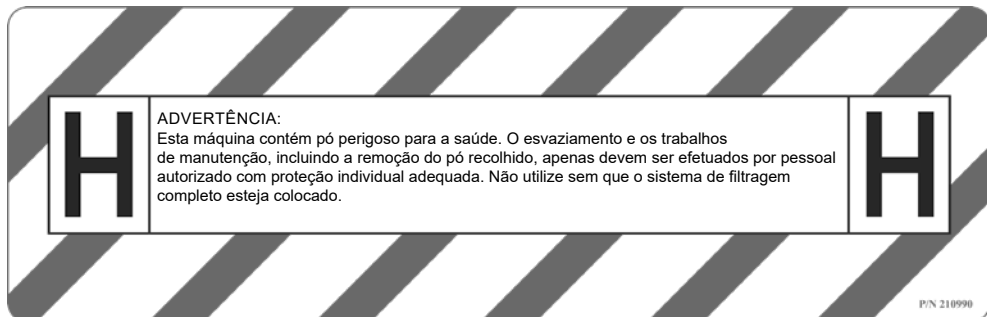 H
ADVERTÊNCIA:
Esta máquina contém pó perigoso para a saúde. O esvaziamento e os trabalhos
de manutenção, incluindo a remoção do pó recolhido, apenas devem ser efetuados por pessoal
autorizado com proteção individual adequada. Não utilize sem que o sistema de filtragem
completo esteja colocado.
H
P/N 210990